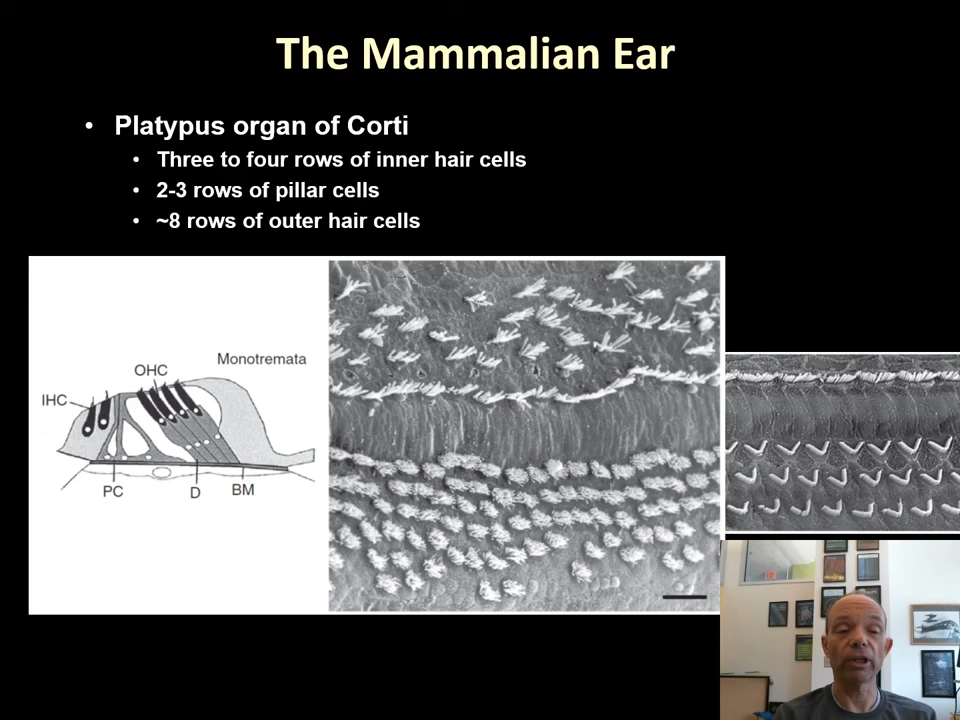 The Mammalian Ear
• Platypus organ of Corti
• Three to four rows of inner hair cells
• 2-3 rows of pillar cells
• ~8 rows of outer hair cells
Monotremata
OHC
IHC
PC
D
BM